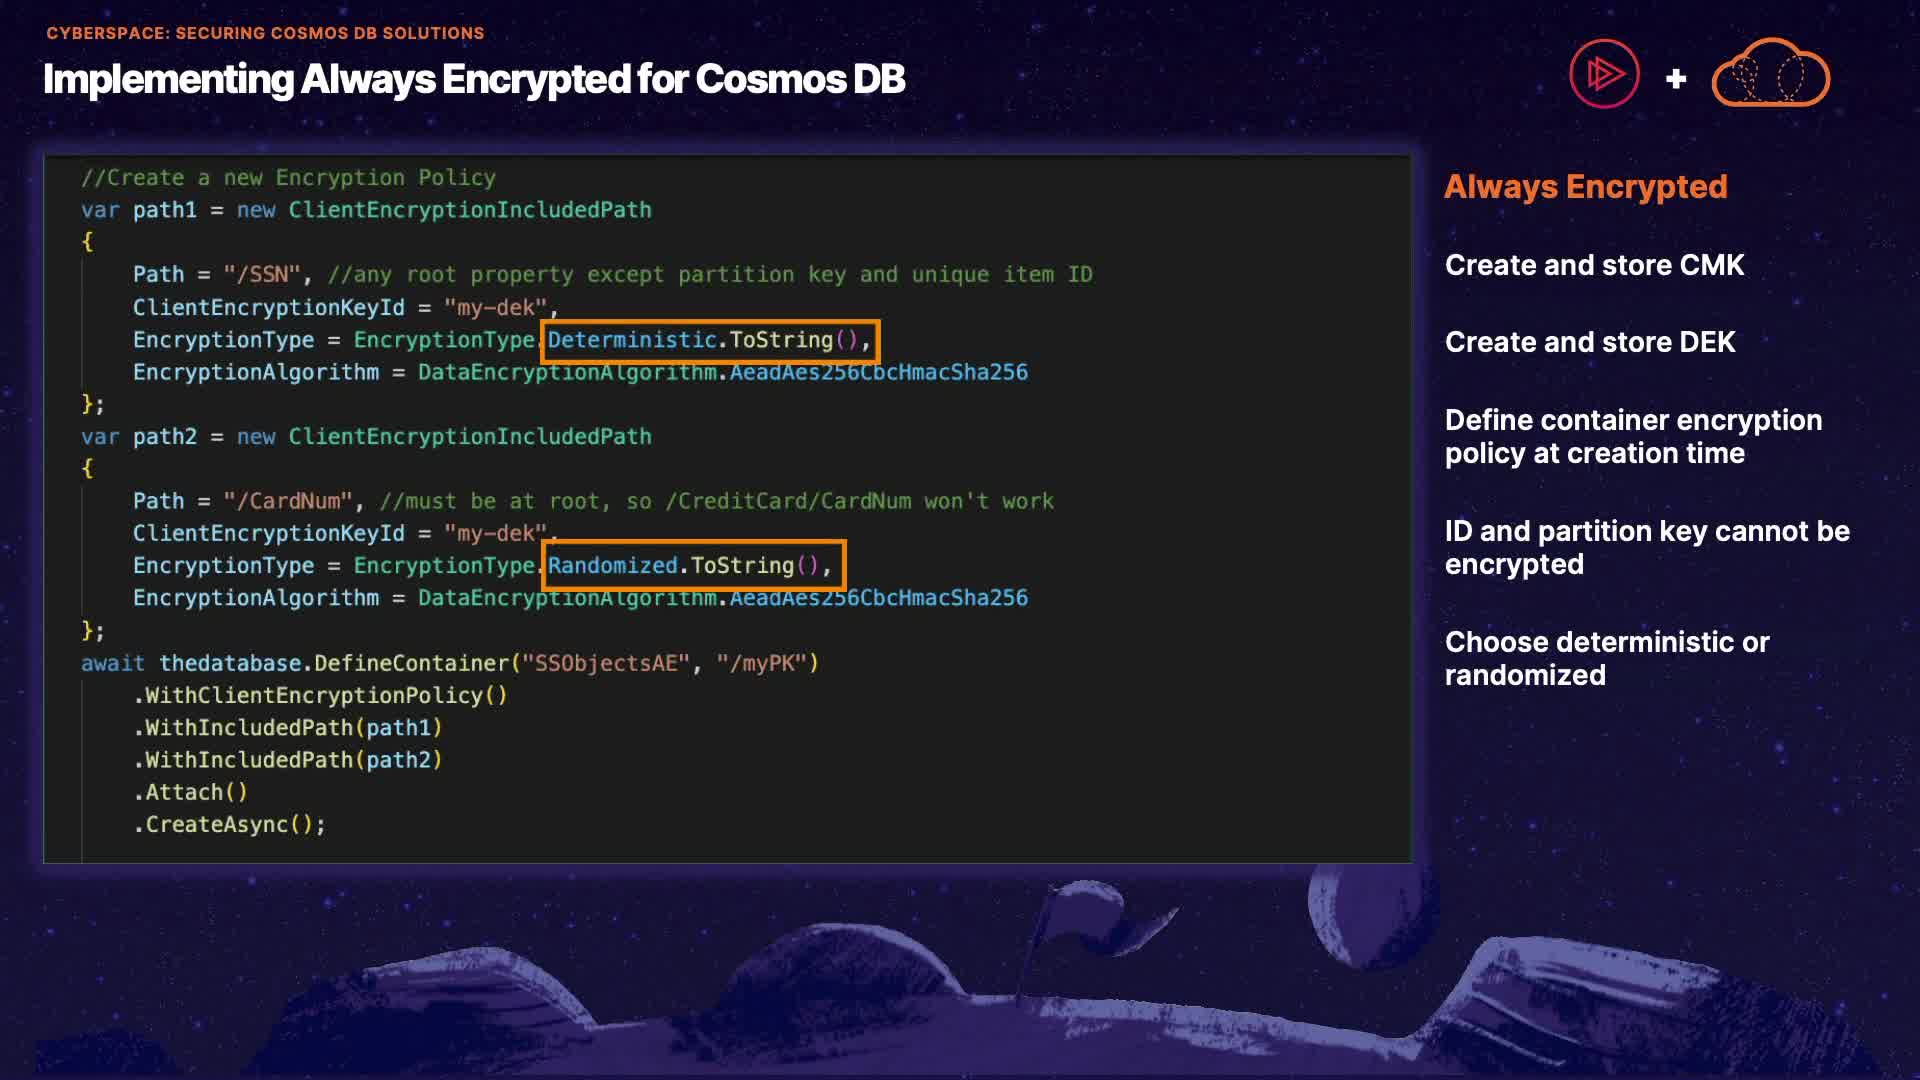 CYBERSPACE: SECURING COSMOS DB SOLUTIONS
Implementing Always Encrypted for Cosmos DB
//Create a new Encryption Policy
var path1 = new ClientEncryptionIncludedPath
{
Path = "/SSN", //any root property except partition key and unique item ID
ClientEncryptionKeyId = "my-dek",
EncryptionType = EncryptionType.Deterministic.ToString(),
EncryptionAlgorithm = DataEncryptionAlgorithm.AeadAes256CbcHmacSha256
};
var path2 = new ClientEncryptionIncludedPath
{
Path = "/CardNum", //must be at root, so /CreditCard/CardNum won't work
ClientEncryptionKeyId = "my-dek",
EncryptionType = EncryptionType.Randomized.ToString(),
EncryptionAlgorithm = DataEncryptionAlgorithm.AeadAes256CbcHmacSha256
};
await thedatabase.DefineContainer("SSObjectsAE", "/myPK")
.WithClientEncryptionPolicy()
.WithIncludedPath(path1)
.WithIncludedPath(path2)
.Attach()
.CreateAsync();
Always Encrypted
Create and store CMK
Create and store DEK
Define container encryption
policy at creation time
ID and partition key cannot be
encrypted
Choose deterministic or
randomized